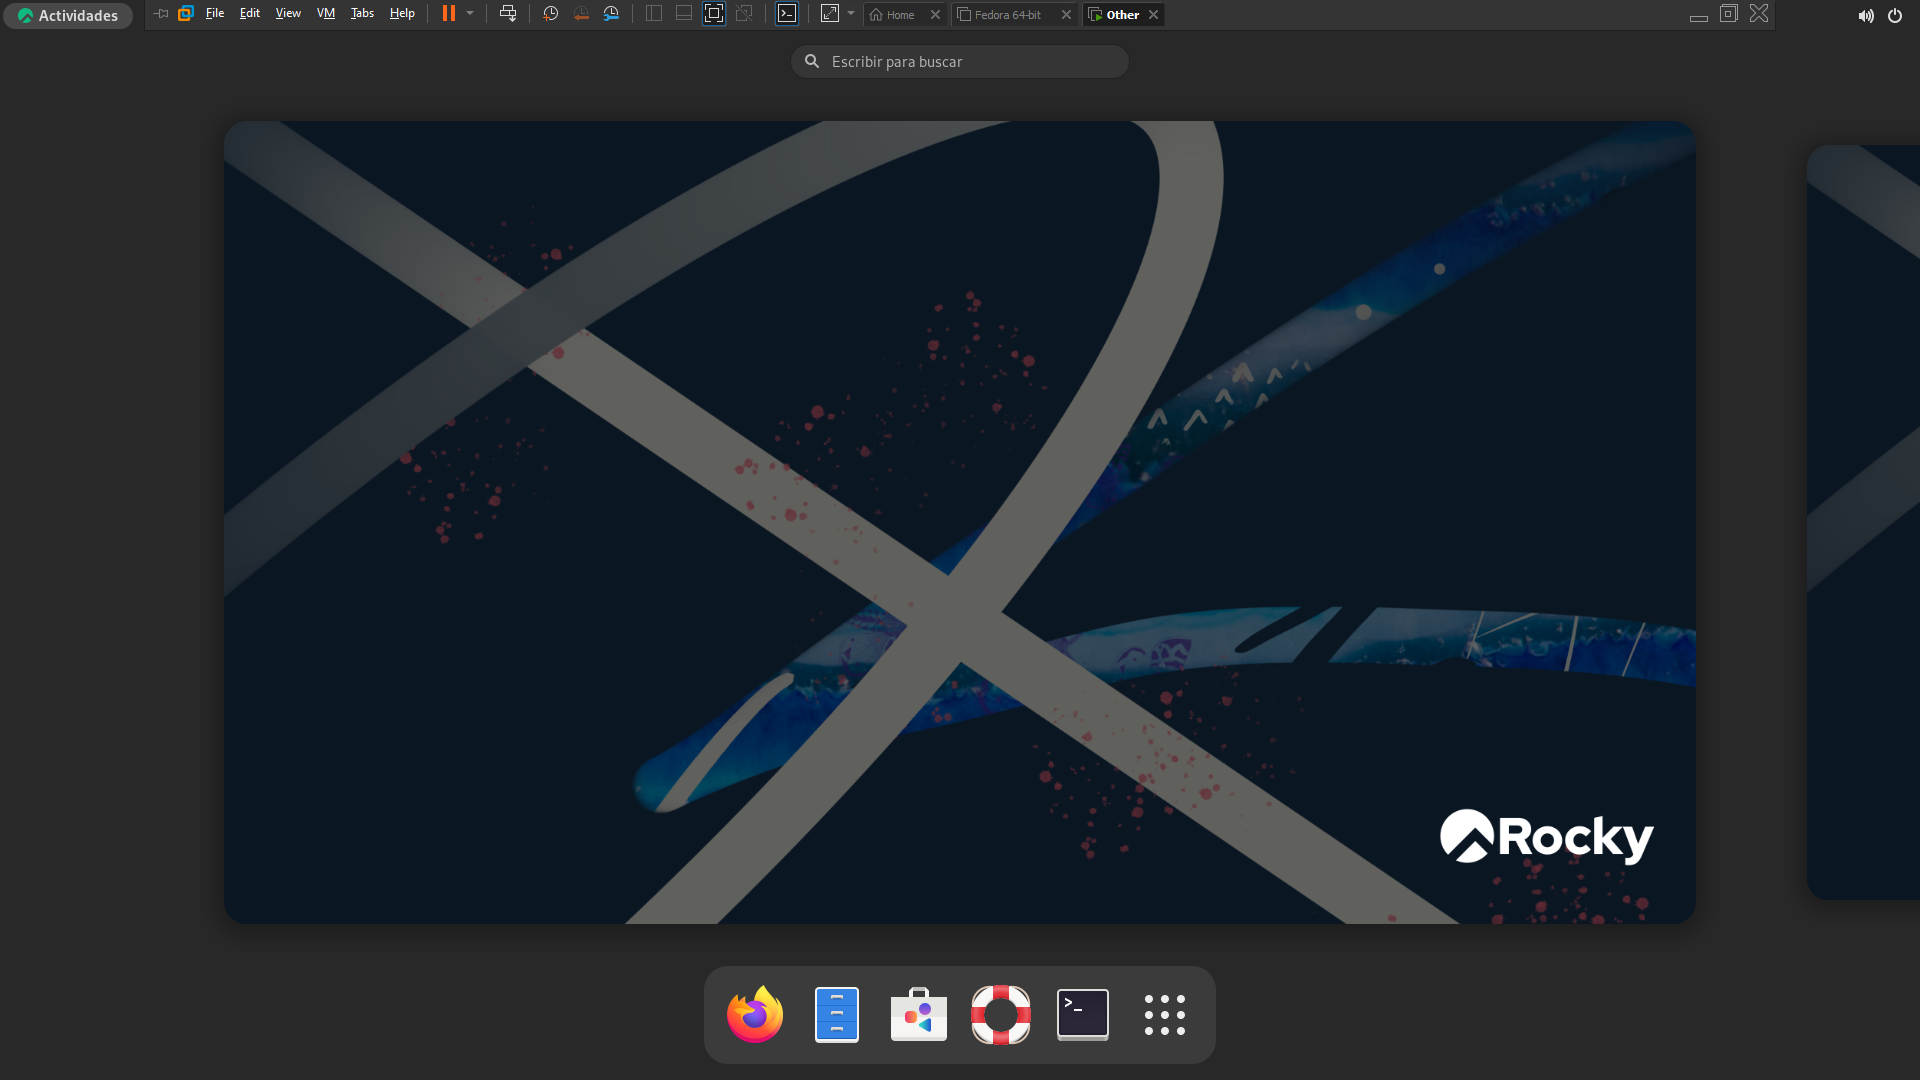 Actividades
File Edit View VM Tabs Help Home Fedora 64-bit Other
Escribir para buscar
Rocky
>_